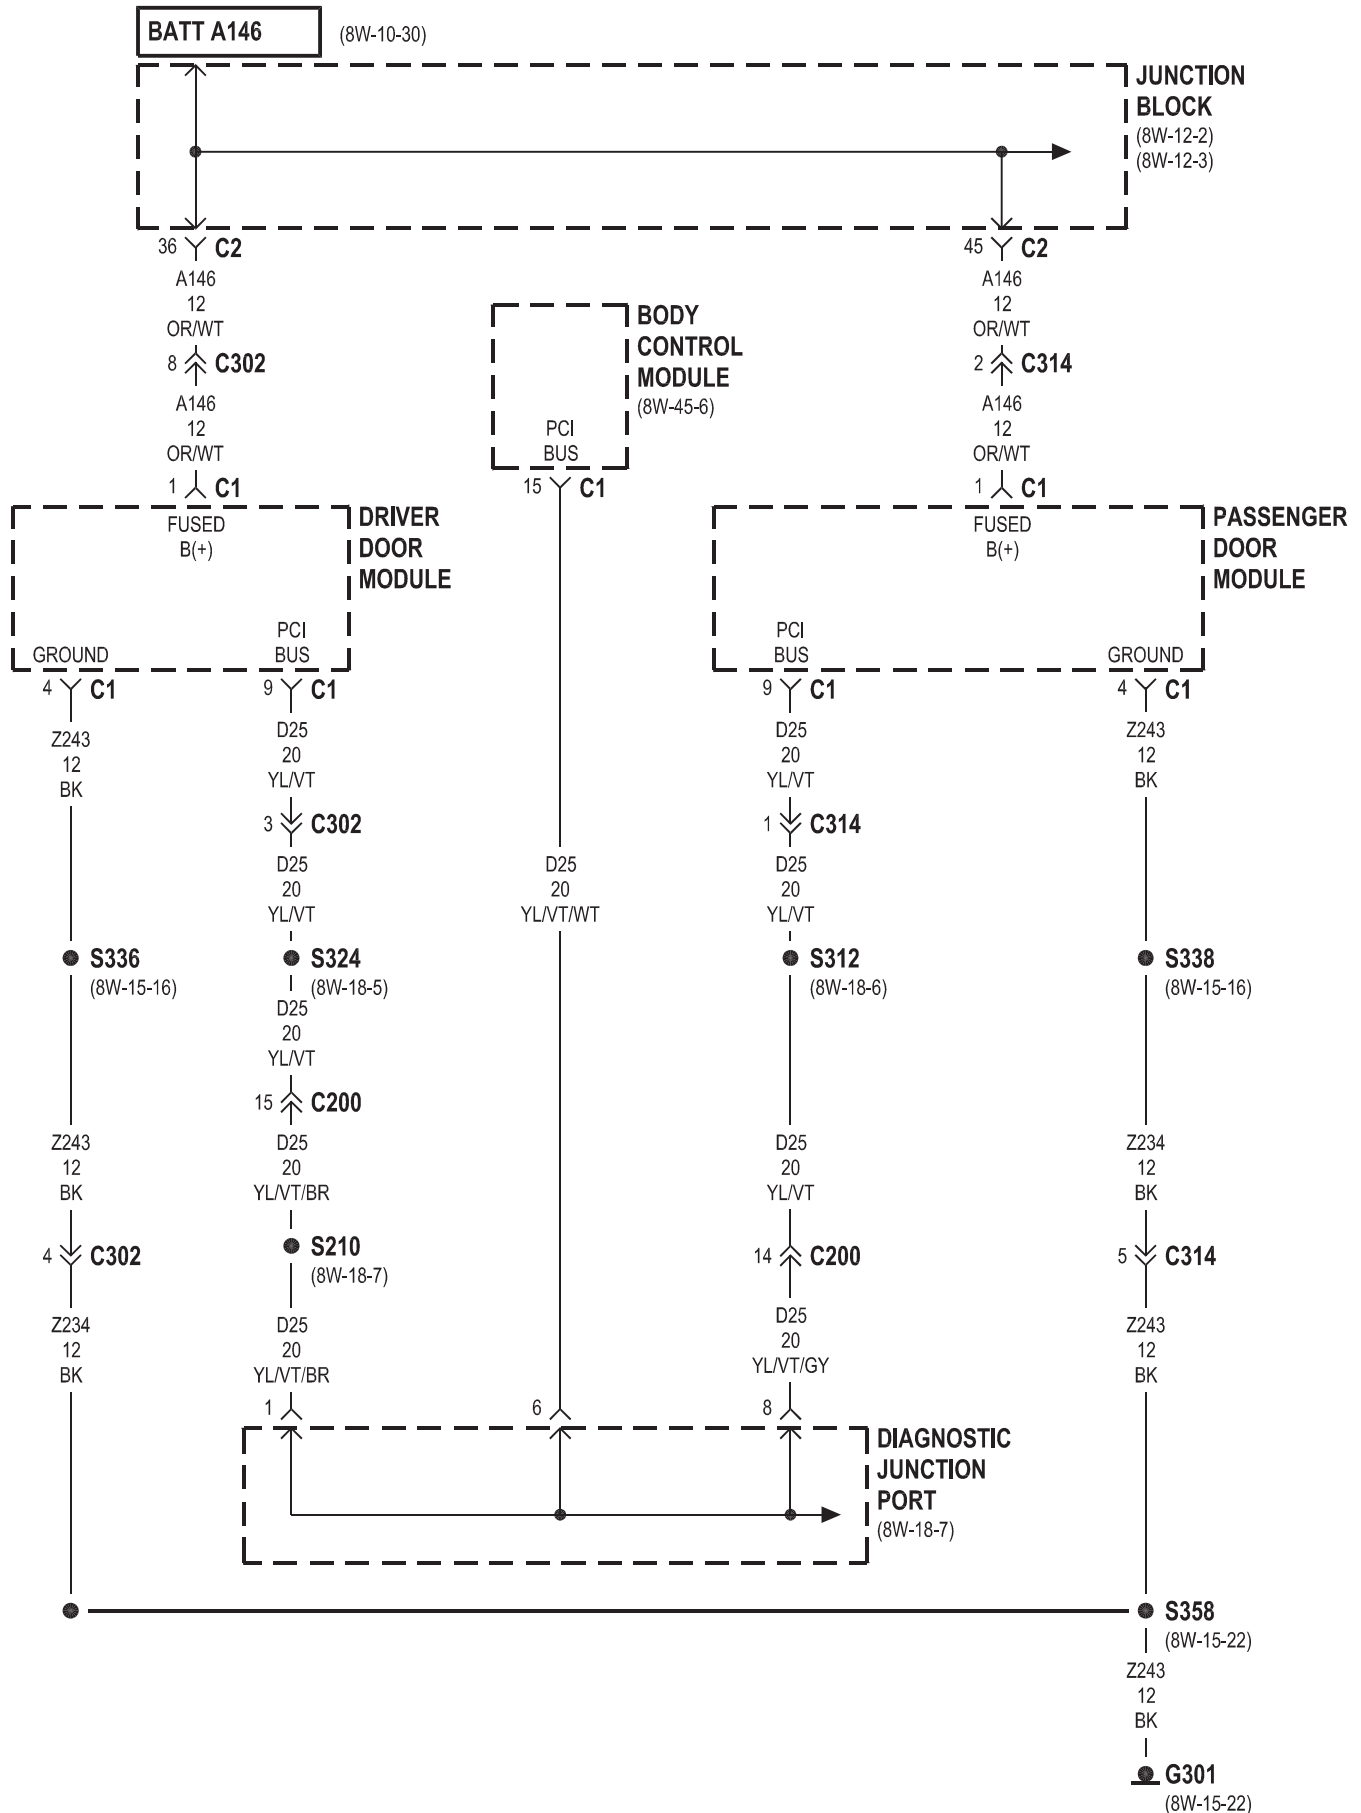 BATT A146 (8W-10-30)
JUNCTION
BLOCK
(8W-12-2)
(8W-12-3)
36 C2
45 C2
A146
12
OR/WT
A146
12
OR/WT
BODY
CONTROL
MODULE
(8W-45-6)
8 C302
2 C314
A146
12
OR/WT
PCI
BUS
A146
12
OR/WT
1 C1
15 C1
1 C1
FUSED
B(+)
DRIVER
DOOR
MODULE
FUSED
B(+)
PASSENGER
DOOR
MODULE
GROUND
PCI
BUS
PCI
BUS
GROUND
4 C1
9 C1
9 C1
4 C1
Z243
12
BK
D25
20
YL/VT
D25
20
YL/VT
Z243
12
BK
3 C302
1 C314
D25
20
YL/VT
D25
20
YL/VT/WT
D25
20
YL/VT
S336
(8W-15-16)
S324
(8W-18-5)
S312
(8W-18-6)
S338
(8W-15-16)
D25
20
YL/VT
15 C200
Z243
12
BK
D25
20
YL/VT/BR
D25
20
YL/VT
Z234
12
BK
4 C302
S210
(8W-18-7)
14 C200
5 C314
Z234
12
BK
D25
20
YL/VT/BR
D25
20
YL/VT/GY
Z243
12
BK
1
6
8
DIAGNOSTIC
JUNCTION
PORT
(8W-18-7)
S358
(8W-15-22)
Z243
12
BK
G301
(8W-15-22)